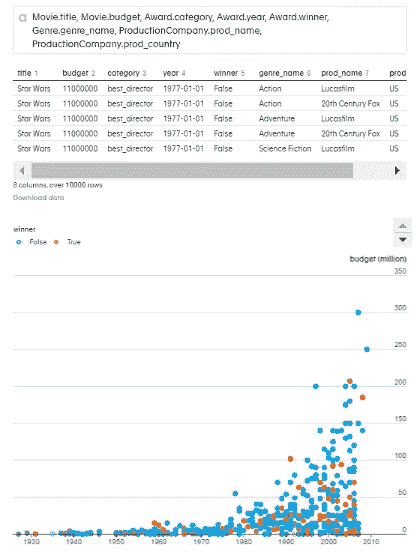 Movie.title, Movie.budget, Award.category, Award.year, Award.winner,
Genre.genre_name, ProductionCompany.prod_name,
ProductionCompany.prod_country
title 1 budget 2 category 3 year 4 winner 5 genre_name 6 prod_name 7 prod
Star Wars 11000000 best_director 1977-01-01 False Action Lucasfilm US
Star Wars 11000000 best_director 1977-01-01 False Action 20th Century Fox US
Star Wars 11000000 best_director 1977-01-01 False Adventure Lucasfilm US
Star Wars 11000000 best_director 1977-01-01 False Adventure 20th Century Fox US
Star Wars 11000000 best_director 1977-01-01 False Science Fiction Lucasfilm US
8 columns, over 10000 rows
Download data
winner
False True
budget (million)
350
300
250
200
150
100
50
0
1930 1940 1950 1960 1970 1980 1990 2000 2010